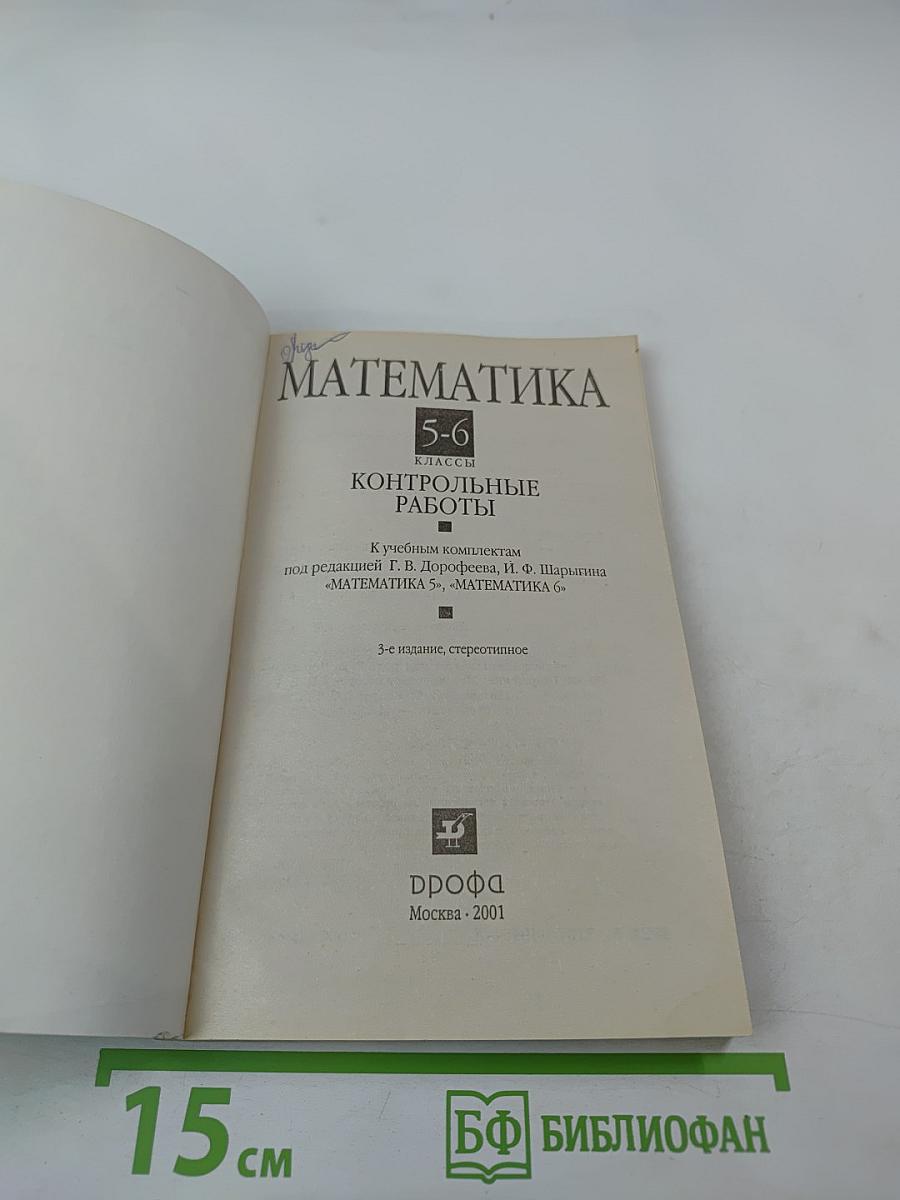 МАТЕМАТИКА
5-6
КЛАССЫ
КОНТРОЛЬНЫЕ
РАБОТЫ
К учебным комплектам
под редакцией Г. В. Дорофеева, И. Ф. Шарыгина
«МАТЕМАТИКА 5», «МАТЕМАТИКА 6»
3-е издание, стереотипное
дрофа
Москва · 2001
15 см
БФ БИБЛИОФАН